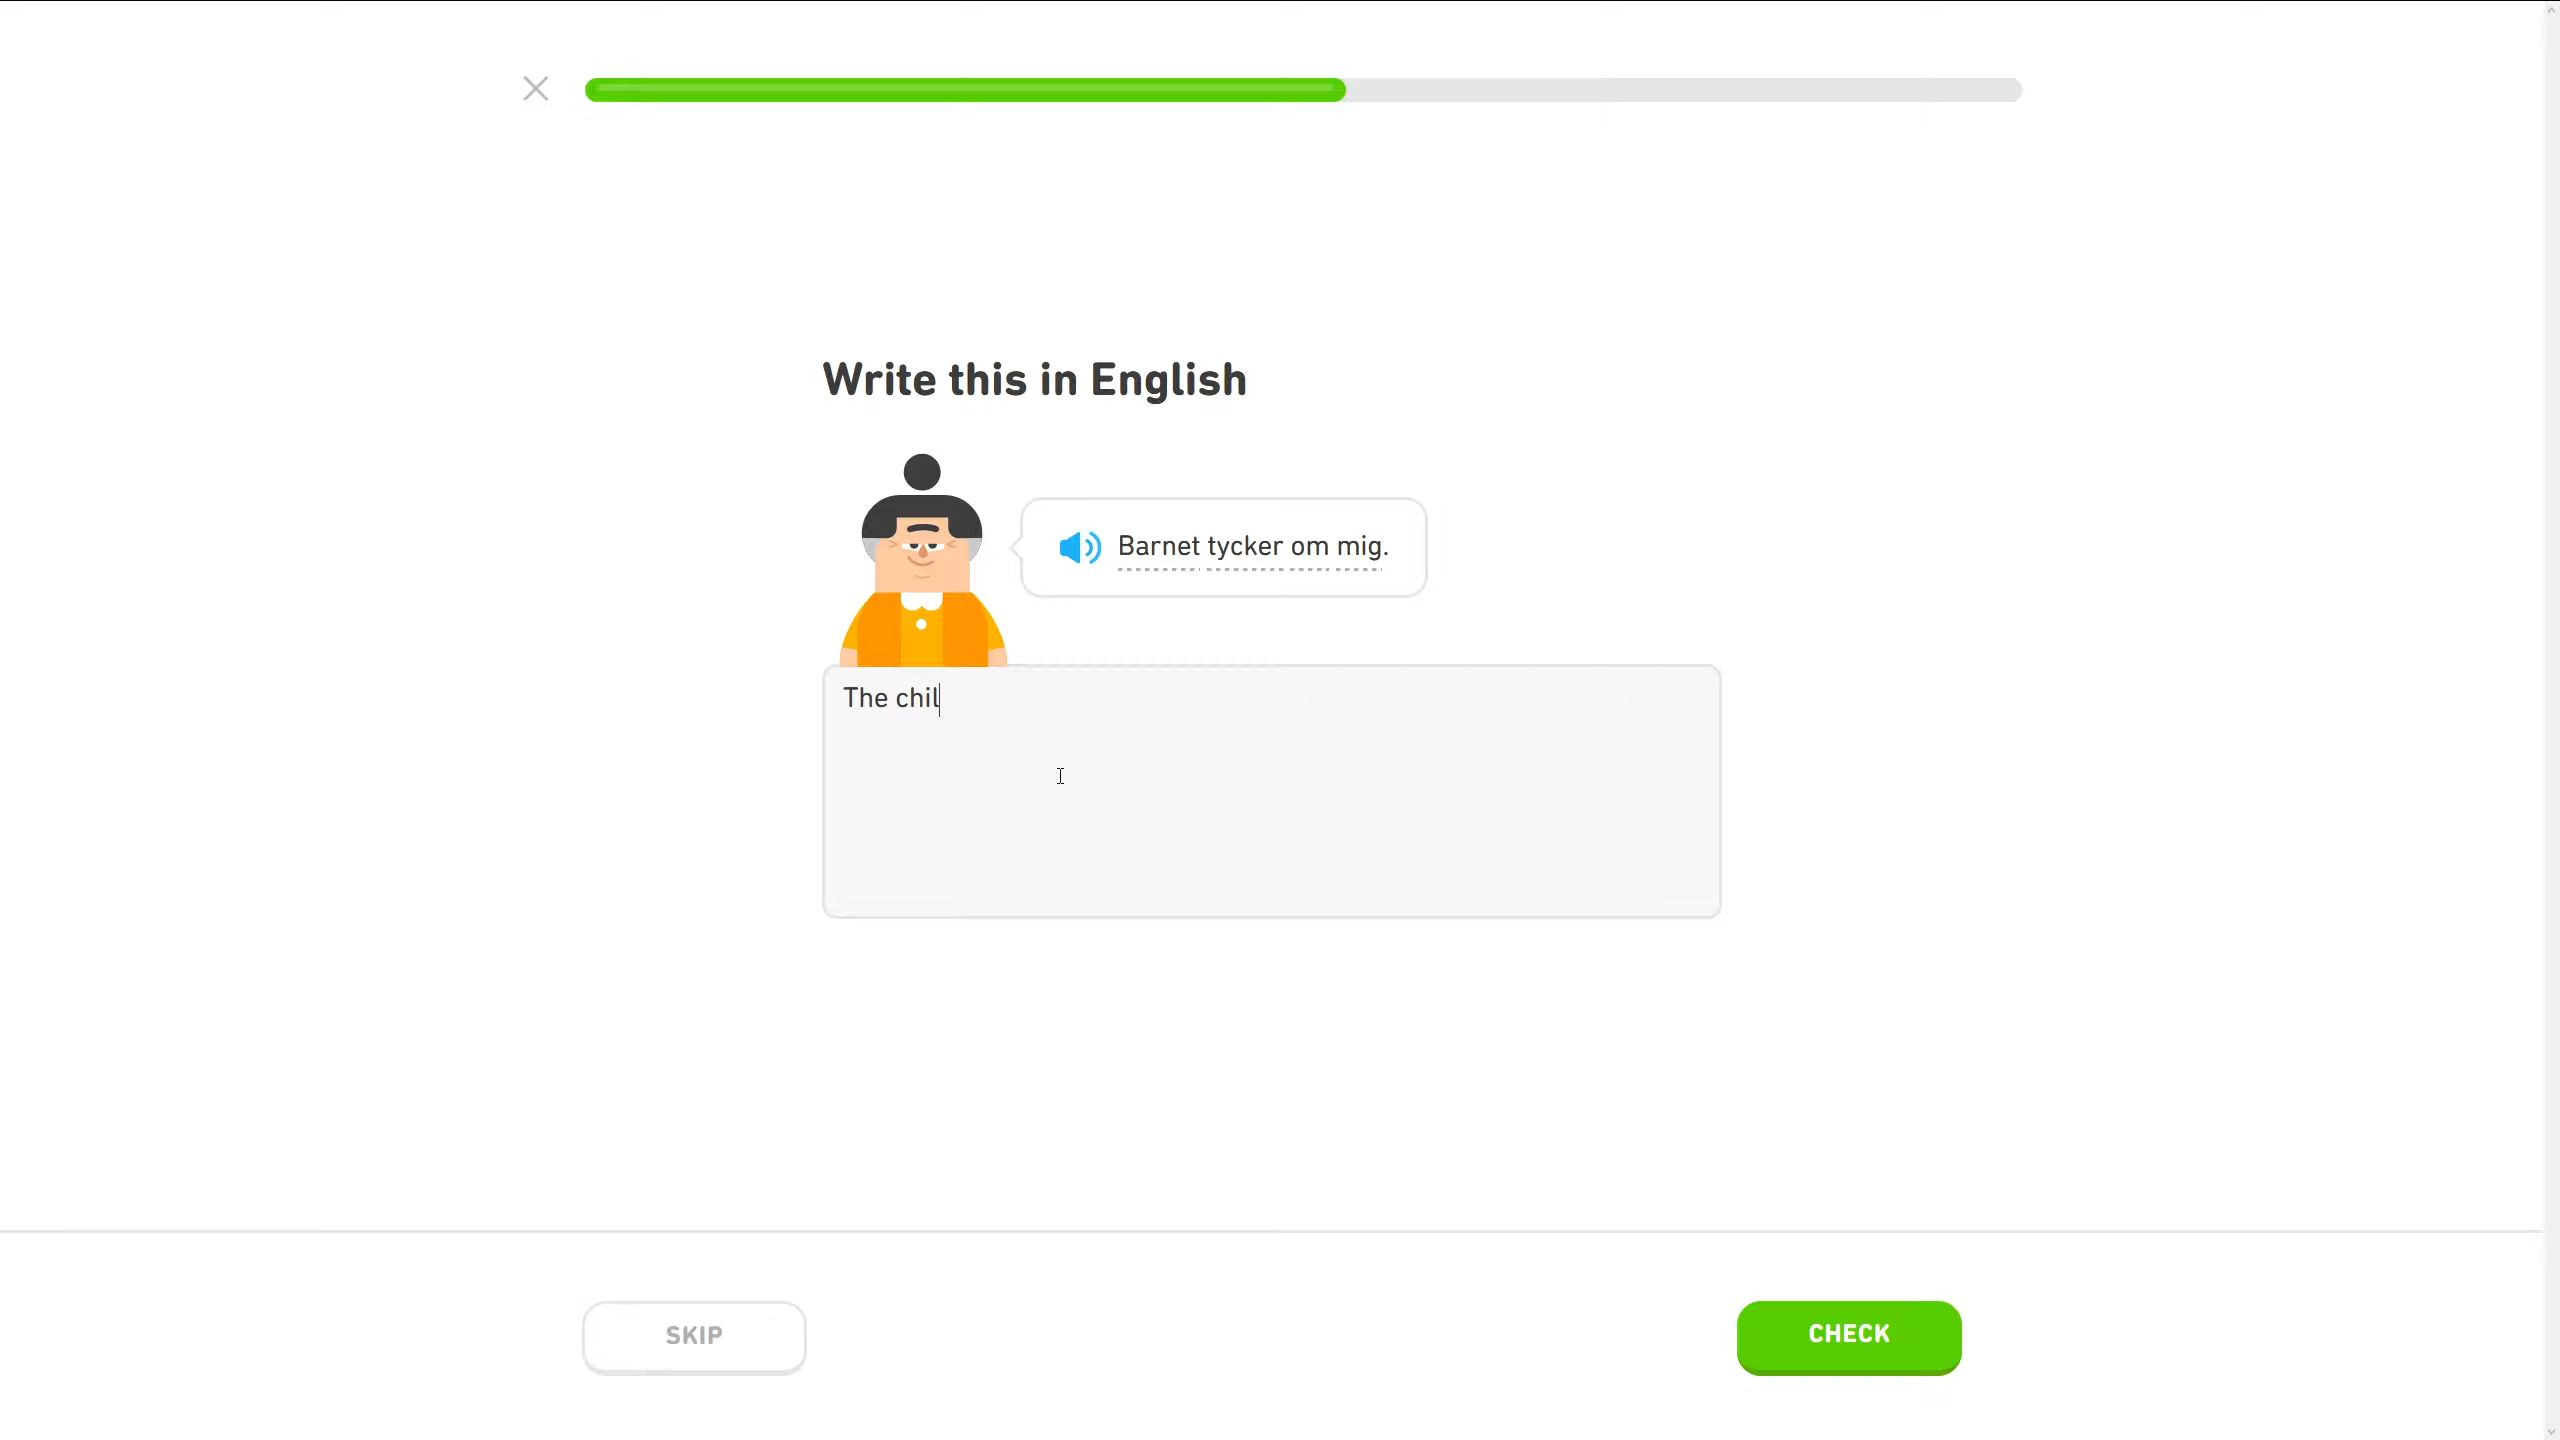 Write this in English
Barnet tycker om mig.
The chil
SKIP
CHECK